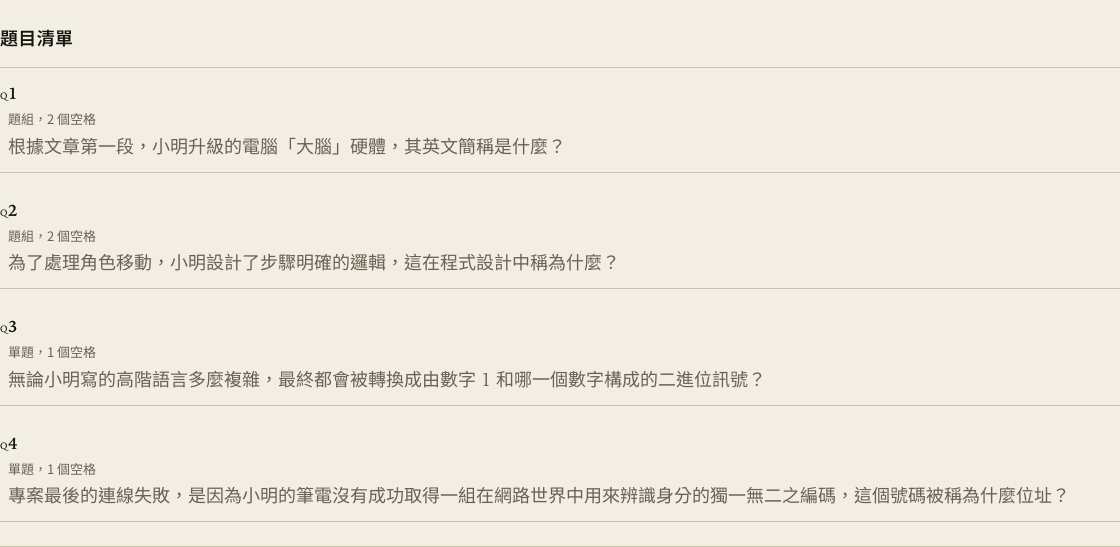 題目清單
Q1
題組，2 個空格
根據文章第一段，小明升級的電腦「大腦」硬體，其英文簡稱是什麼？
Q2
題組，2 個空格
為了處理角色移動，小明設計了步驟明確的邏輯，這在程式設計中稱為什麼？
Q3
單題，1 個空格
無論小明寫的高階語言多麼複雜，最終都會被轉換成由數字 1 和哪一個數字構成的二進位訊號？
Q4
單題，1 個空格
專案最後的連線失敗，是因為小明的筆電沒有成功取得一組在網路世界中用來辨識身分的獨一無二之編碼，這個號碼被稱為什麼位址？